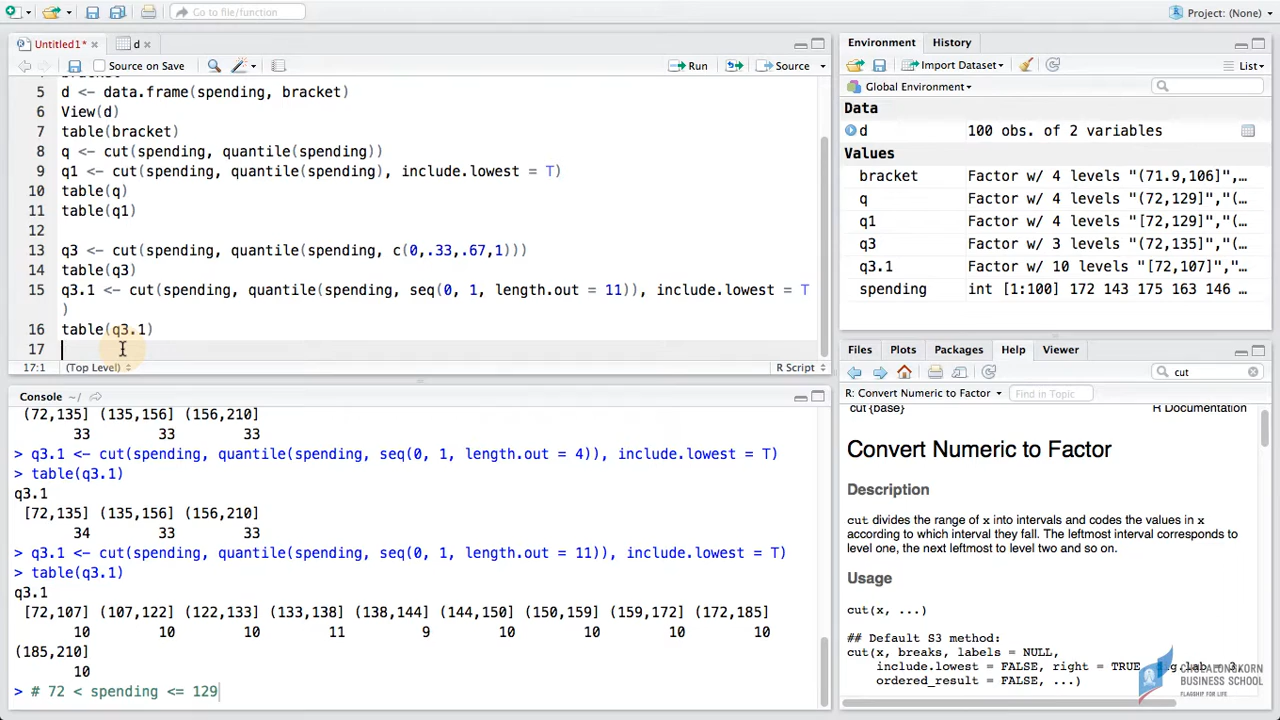 Go to file/function
Project: (None)
Untitled1*
d
Source on Save
Run
Source
5 d <- data.frame(spending, bracket)
6 View(d)
7 table(bracket)
8 q <- cut(spending, quantile(spending))
9 q1 <- cut(spending, quantile(spending), include.lowest = T)
10 table(q)
11 table(q1)
12
13 q3 <- cut(spending, quantile(spending, c(0,.33,.67,1)))
14 table(q3)
15 q3.1 <- cut(spending, quantile(spending, seq(0, 1, length.out = 11)), include.lowest = T
)
16 table(q3.1)
17
17:1 (Top Level) R Script
Console ~/
(72,135] (135,156] (156,210]
33 33 33
> q3.1 <- cut(spending, quantile(spending, seq(0, 1, length.out = 4)), include.lowest = T)
> table(q3.1)
q3.1
[72,135] (135,156] (156,210]
34 33 33
> q3.1 <- cut(spending, quantile(spending, seq(0, 1, length.out = 11)), include.lowest = T)
> table(q3.1)
q3.1
[72,107] (107,122] (122,133] (133,138] (138,144] (144,150] (150,159] (159,172] (172,185]
10 10 10 11 9 10 10 10 10
(185,210]
10
> # 72 < spending <= 129
Environment History
Import Dataset
List
Global Environment
Data
d 100 obs. of 2 variables
Values
bracket Factor w/ 4 levels "(71.9,106]",…
q Factor w/ 4 levels "(72,129]","(…
q1 Factor w/ 4 levels "[72,129]","(…
q3 Factor w/ 3 levels "(72,135]","(…
q3.1 Factor w/ 10 levels "[72,107]","…
spending int [1:100] 172 143 175 163 146 …
Files Plots Packages Help Viewer
cut
R: Convert Numeric to Factor
Find in Topic
cut {base} R Documentation
Convert Numeric to Factor
Description
cut divides the range of x into intervals and codes the values in x
according to which interval they fall. The leftmost interval corresponds to
level one, the next leftmost to level two and so on.
Usage
cut(x, ...)
## Default S3 method:
cut(x, breaks, labels = NULL,
include.lowest = FALSE, right = TRUE
ordered_result = FALSE, ...)
CHULALONGKORN
BUSINESS SCHOOL
FLAGSHIP FOR LIFE